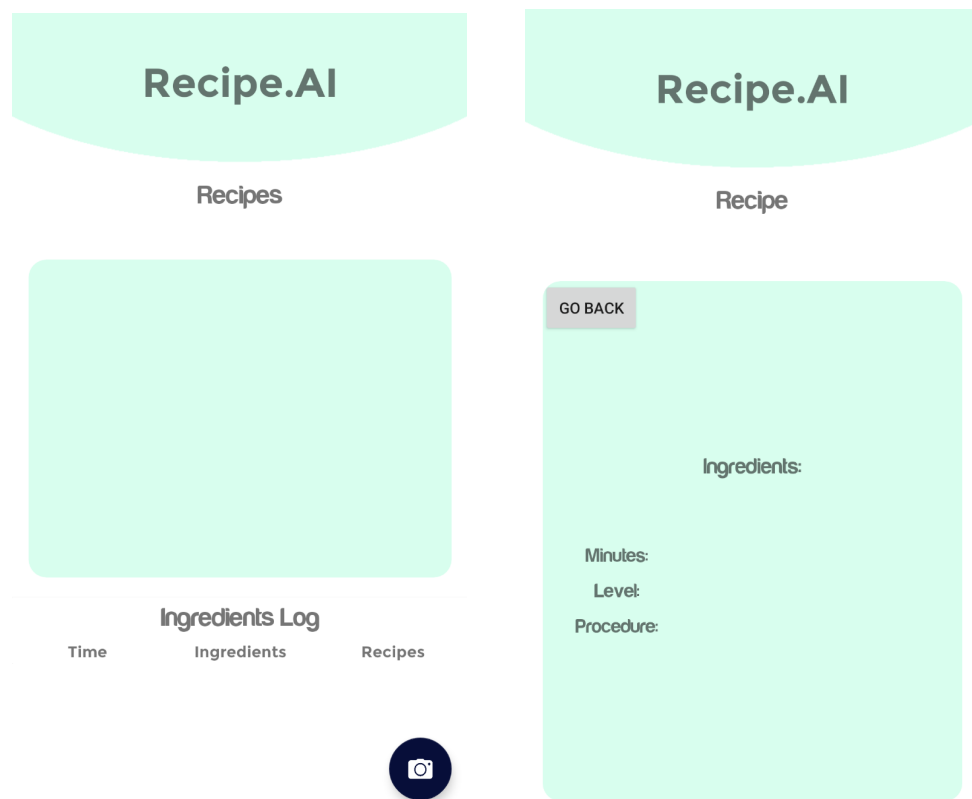 Recipe.AI
Recipes
Ingredients Log
Time Ingredients Recipes
Recipe.AI
Recipe
GO BACK
Ingredients:
Minutes:
Level:
Procedure: